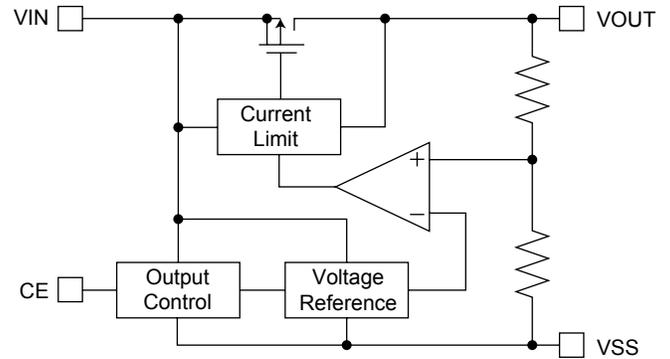 VIN
VOUT
Current
Limit
+
−
CE
Output
Control
Voltage
Reference
VSS